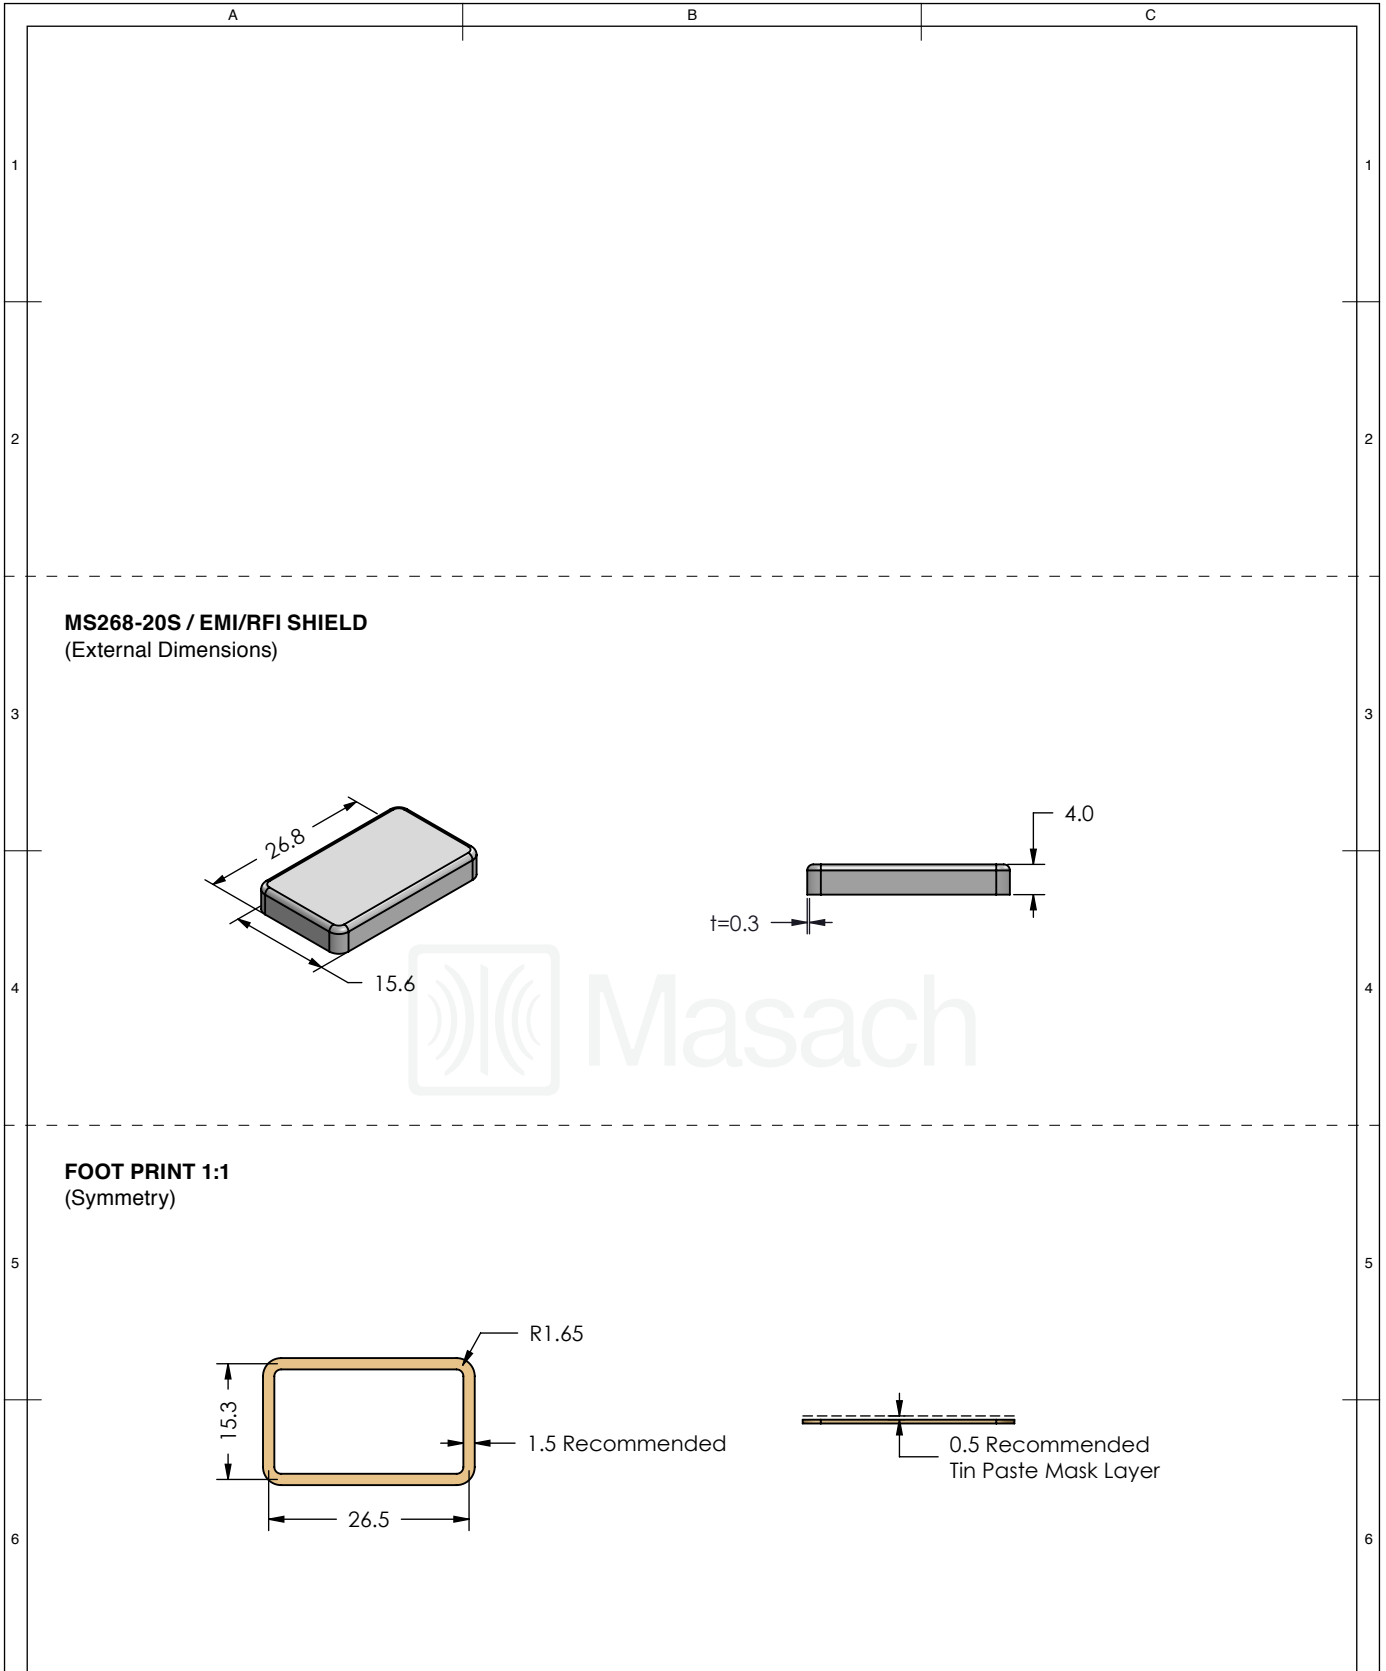 A
B
C
1
1
2
2
MS268-20S / EMI/RFI SHIELD
(External Dimensions)
3
3
26.8
4.0
t=0.3
15.6
Masach
4
4
FOOT PRINT 1:1
(Symmetry)
5
5
R1.65
15.3
1.5 Recommended
0.5 Recommended
Tin Paste Mask Layer
26.5
6
6